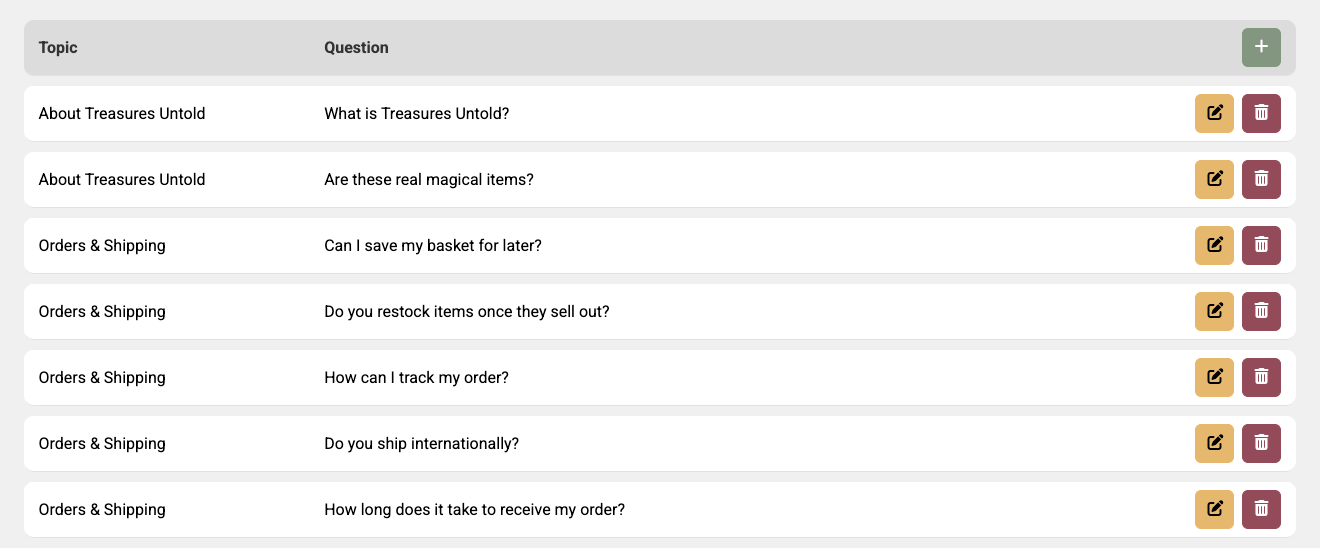 Topic Question
About Treasures Untold What is Treasures Untold?
About Treasures Untold Are these real magical items?
Orders & Shipping Can I save my basket for later?
Orders & Shipping Do you restock items once they sell out?
Orders & Shipping How can I track my order?
Orders & Shipping Do you ship internationally?
Orders & Shipping How long does it take to receive my order?